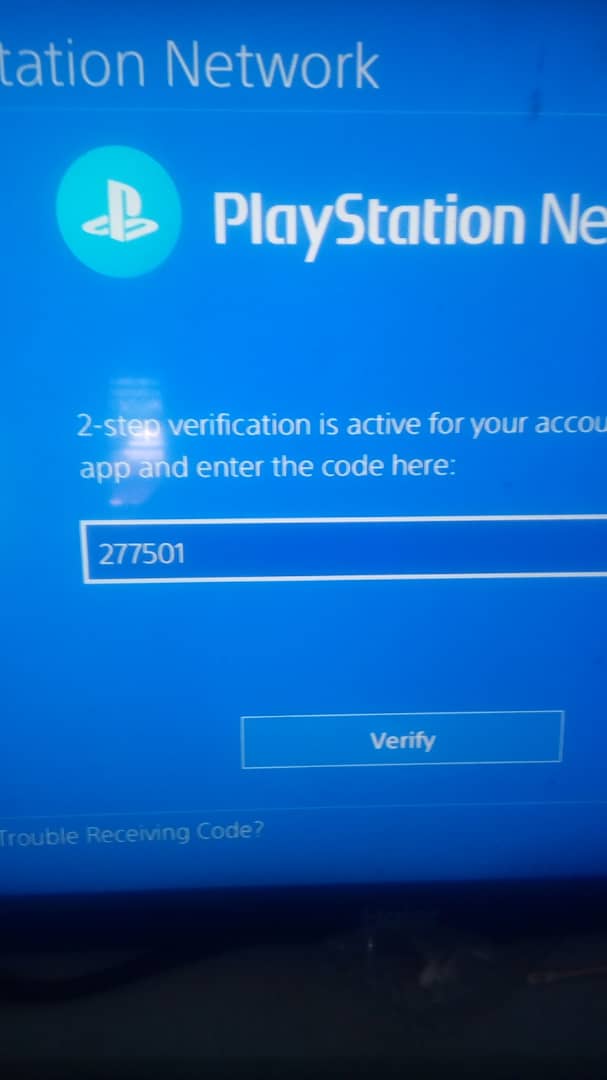 tation Network
PlayStation Ne
2-step verification is active for your accou
app and enter the code here:
277501
Verify
Trouble Receiving Code?